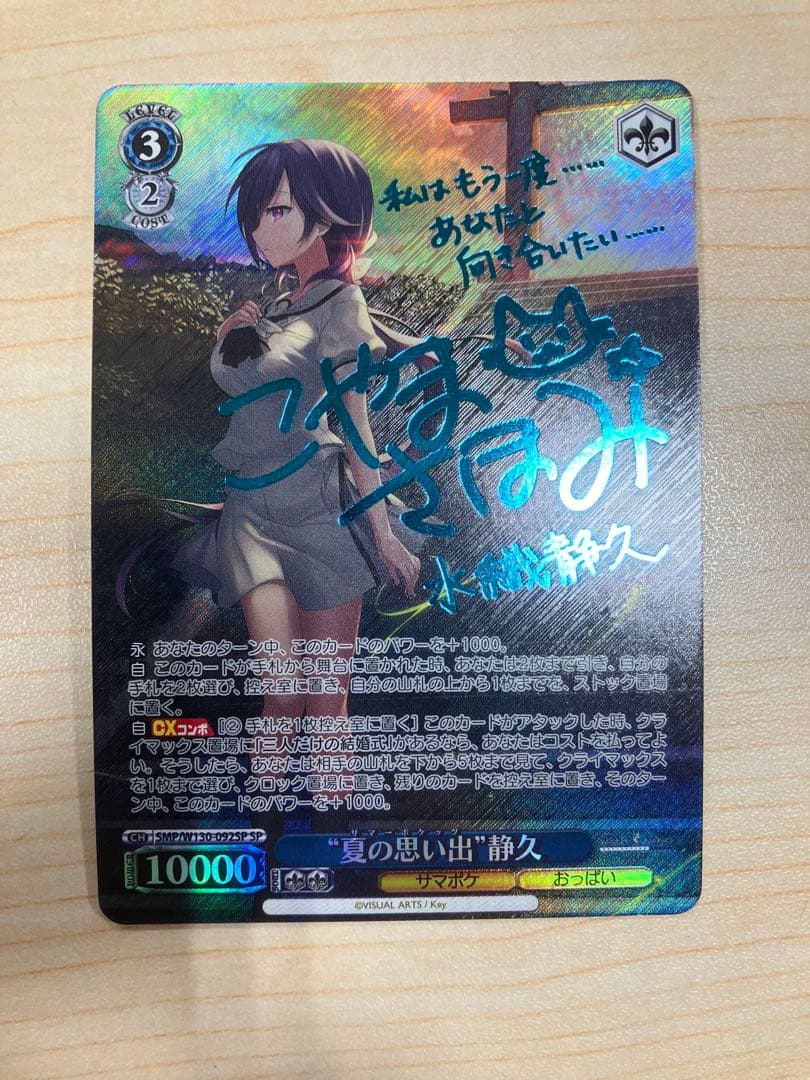 LEVEL
3
2
COST
私はもう一度……
あなたと
向き合いたい……
こやま
さほみ
水織静久
永 あなたのターン中、このカードのパワーを＋1000。
自 このカードが手札から舞台に置かれた時、あなたは2枚まで引き、自分の
手札を2枚選び、控え室に置き、自分の山札の上から1枚までを、ストック置場
に置く。
自 CXコンボ ［② 手札を1枚控え室に置く］ このカードがアタックした時、クラ
イマックス置場に「三人だけの結婚式」があるなら、あなたはコストを払ってよ
い。そうしたら、あなたは相手の山札を下から5枚まで見て、クライマックス
を1枚まで選び、クロック置場に置き、残りのカードを控え室に置き、そのター
ン中、このカードのパワーを＋1000。
CH SMP/W130-092SP SP
サマーポケッツ
10000
“夏の思い出”静久
サマポケ おっぱい
©VISUAL ARTS / Key